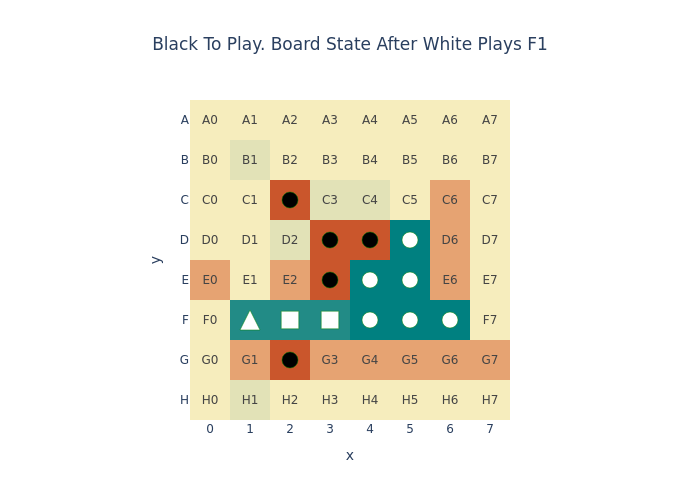 Black To Play. Board State After White Plays F1
A A0 A1 A2 A3 A4 A5 A6 A7
B B0 B1 B2 B3 B4 B5 B6 B7
C C0 C1 C3 C4 C5 C6 C7
D D0 D1 D2 D6 D7
y
E E0 E1 E2 E6 E7
F F0 F7
G G0 G1 G3 G4 G5 G6 G7
H H0 H1 H2 H3 H4 H5 H6 H7
0 1 2 3 4 5 6 7
x